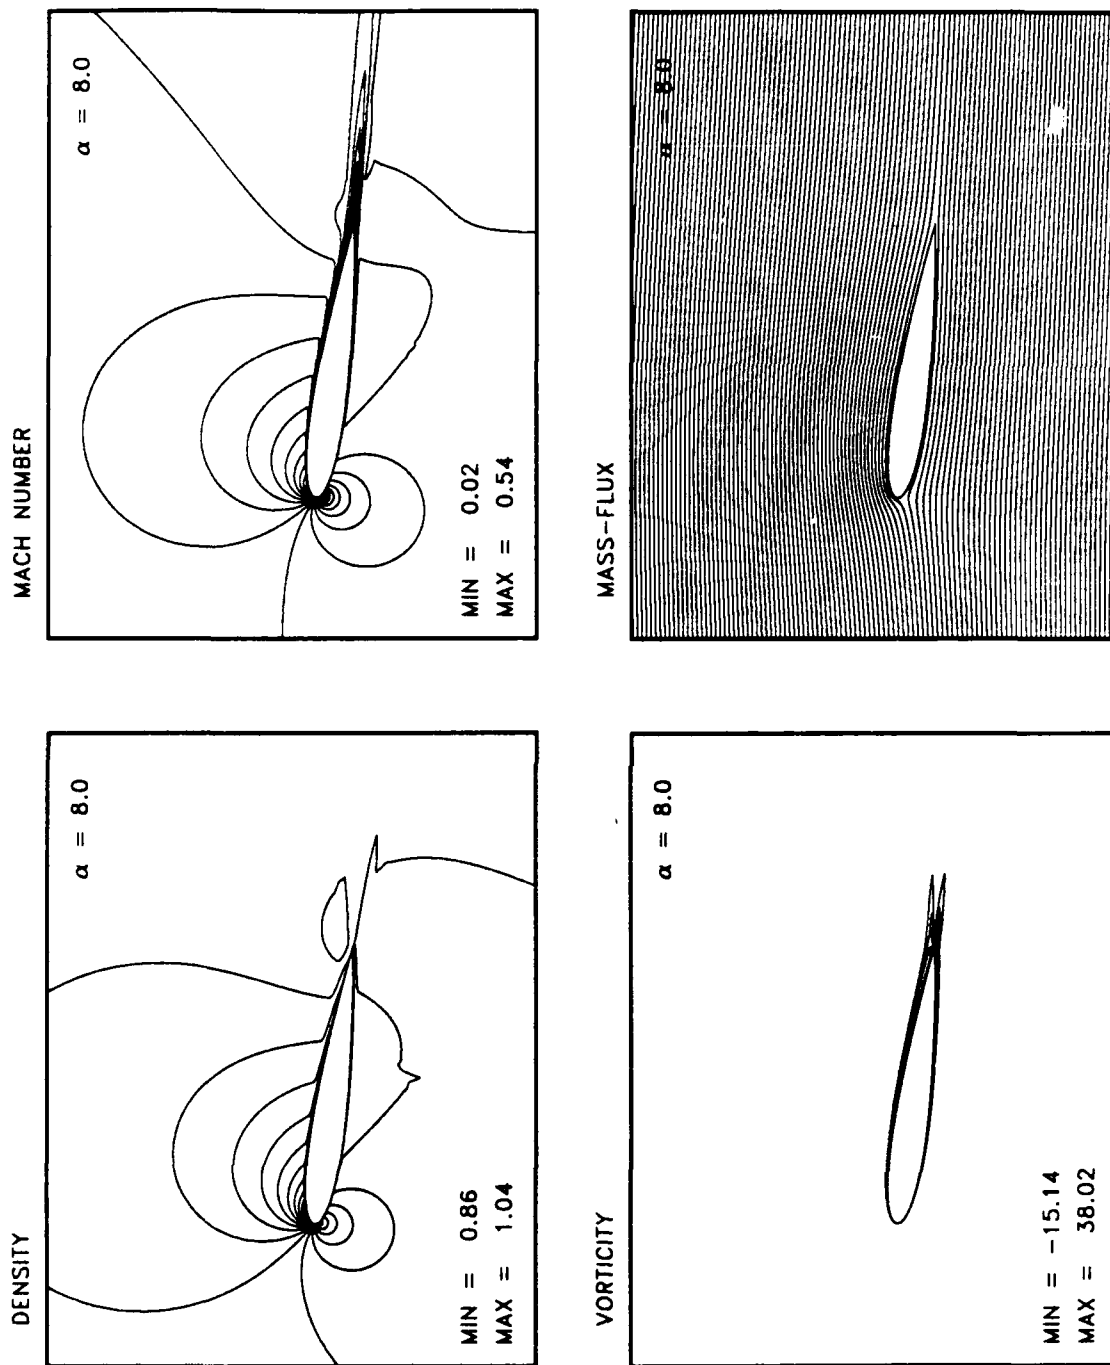 DENSITY
α = 8.0
MIN = 0.86
MAX = 1.04
MACH NUMBER
α = 8.0
MIN = 0.02
MAX = 0.54
VORTICITY
α = 8.0
MIN = -15.14
MAX = 38.02
MASS-FLUX
α = 8.0